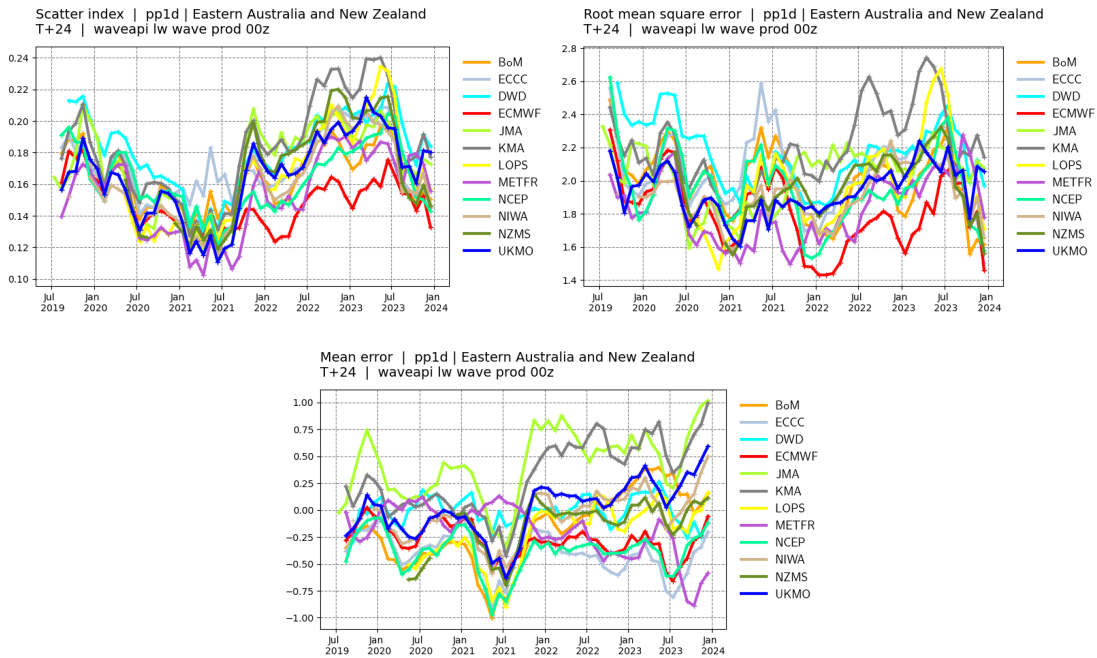 Scatter index | pp1d | Eastern Australia and New Zealand
T+24 | waveapi lw wave prod 00z
0.24
0.22
0.20
0.18
0.16
0.14
0.12
0.10
Jul Jan Jul Jan Jul Jan Jul Jan Jul Jan
2019 2020 2020 2021 2021 2022 2022 2023 2023 2024
BoM
ECCC
DWD
ECMWF
JMA
KMA
LOPS
METFR
NCEP
NIWA
NZMS
UKMO
Root mean square error | pp1d | Eastern Australia and New Zealand
T+24 | waveapi lw wave prod 00z
2.8
2.6
2.4
2.2
2.0
1.8
1.6
1.4
Jul Jan Jul Jan Jul Jan Jul Jan Jul Jan
2019 2020 2020 2021 2021 2022 2022 2023 2023 2024
BoM
ECCC
DWD
ECMWF
JMA
KMA
LOPS
METFR
NCEP
NIWA
NZMS
UKMO
Mean error | pp1d | Eastern Australia and New Zealand
T+24 | waveapi lw wave prod 00z
1.00
0.75
0.50
0.25
0.00
−0.25
−0.50
−0.75
−1.00
Jul Jan Jul Jan Jul Jan Jul Jan Jul Jan
2019 2020 2020 2021 2021 2022 2022 2023 2023 2024
BoM
ECCC
DWD
ECMWF
JMA
KMA
LOPS
METFR
NCEP
NIWA
NZMS
UKMO